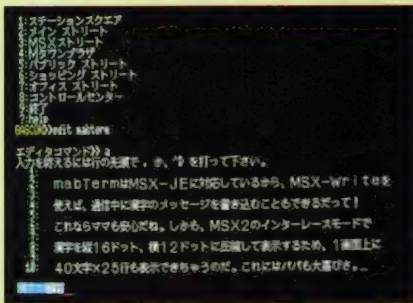 1:ステーションスクエア
2:メイン ストリート
3:MSXストリート
4:MSワンプラザ
5:パブリック ストリート
6:ショッピング ストリート
7:オフィス ストリート
8:コントロールセンター
9:終了
?:help
BASCOM>>edit mabterm
エディタコマンド>> a
入力を終えるには行の先頭で . か、^D を打って下さい。
mabTermはMSX-JEに対応しているから、MSX-Writeを
使えば、通信中に漢字のメッセージを書き込むこともできるだって!
これならママも安心だね。しかも、MSX2のインターレースモードで
漢字を縦16ドット、横12ドットに圧縮して表示するため、1画面上に
40文字×25行も表示できちゃうのだ。これにはパパも大喜びさ。